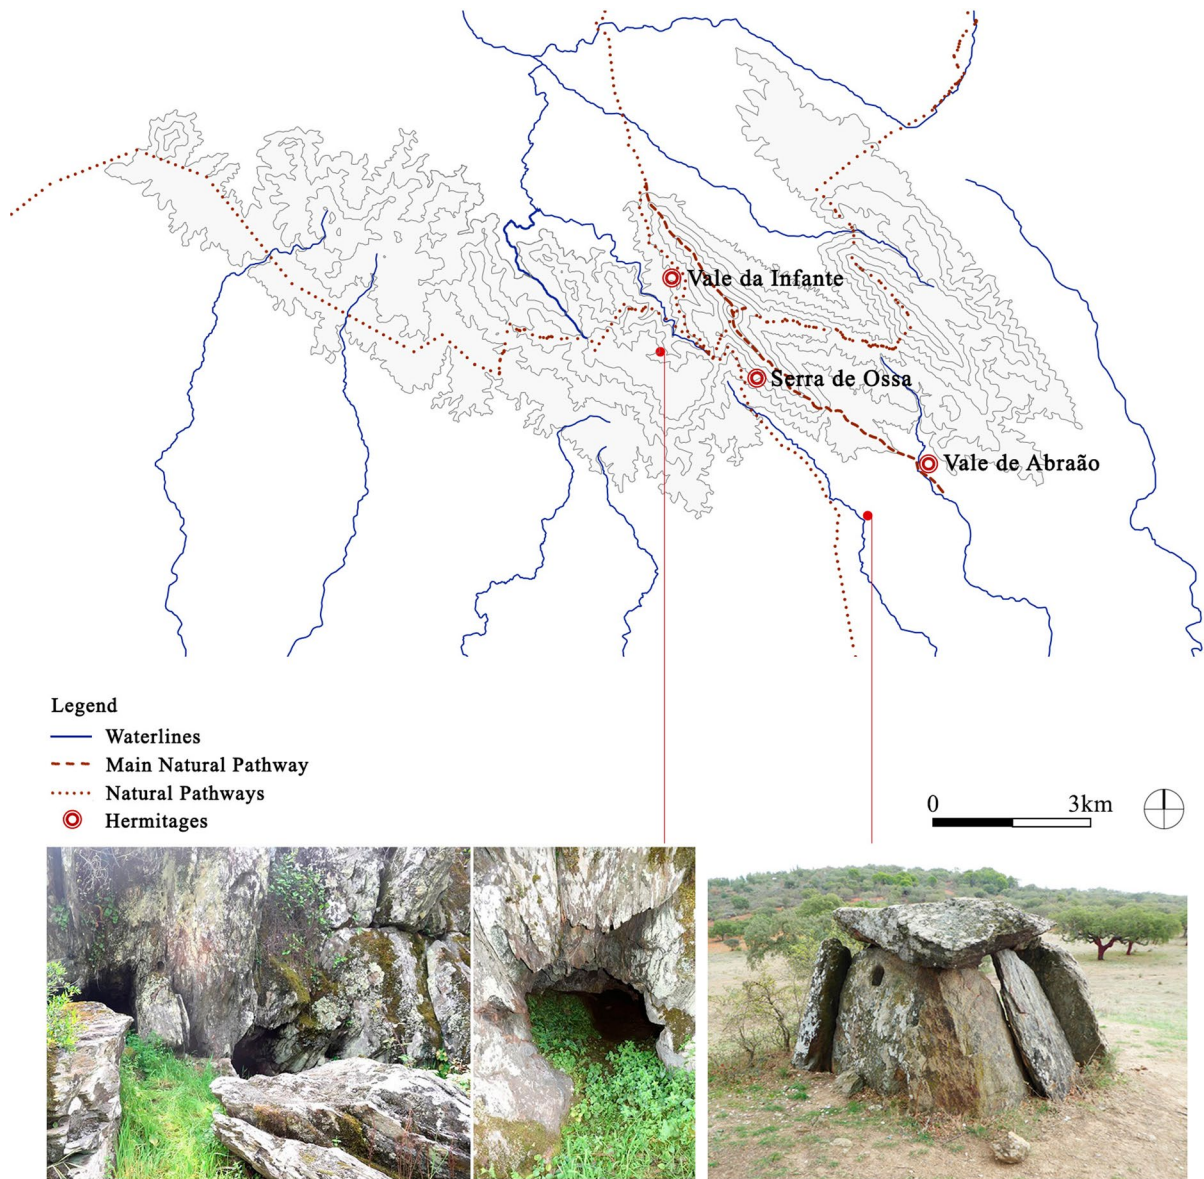 Vale da Infante
Serra de Ossa
Vale de Abraão
Legend
Waterlines
Main Natural Pathway
Natural Pathways
Hermitages
0 3km